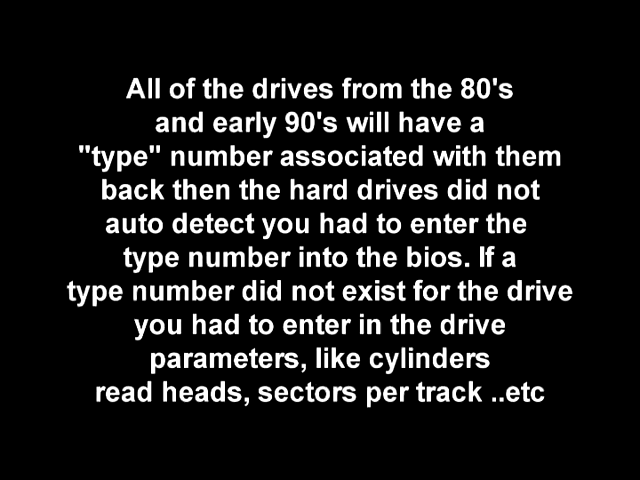 All of the drives from the 80's
and early 90's will have a
"type" number associated with them
back then the hard drives did not
auto detect you had to enter the
type number into the bios. If a
type number did not exist for the drive
you had to enter in the drive
parameters, like cylinders
read heads, sectors per track ..etc